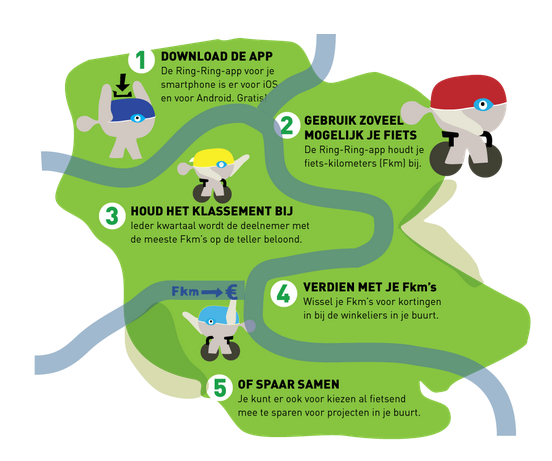 1 DOWNLOAD DE APP
De Ring-Ring-app voor je
smartphone is er voor iOS
en voor Android. Gratis!
2 GEBRUIK ZOVEEL
MOGELIJK JE FIETS
De Ring-Ring-app houdt je
fiets-kilometers (Fkm) bij.
3 HOUD HET KLASSEMENT BIJ
Ieder kwartaal wordt de deelnemer met
de meeste Fkm's op de teller beloond.
Fkm → €
4 VERDIEN MET JE Fkm's
Wissel je Fkm's voor kortingen
in bij de winkeliers in je buurt.
5 OF SPAAR SAMEN
Je kunt er ook voor kiezen al fietsend
mee te sparen voor projecten in je buurt.